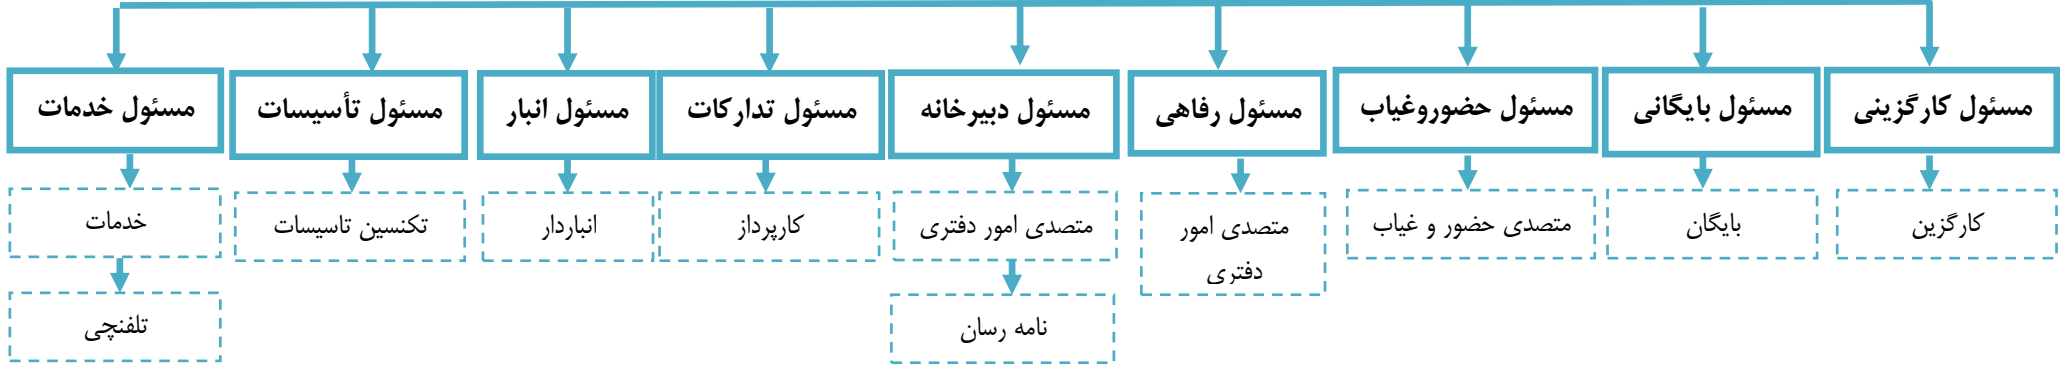 مسئول کارگزینی
مسئول بایگانی
مسئول حضوروغیاب
مسئول رفاهی
مسئول دبیرخانه
مسئول تدارکات
مسئول انبار
مسئول تأسیسات
مسئول خدمات
کارگزین
بایگان
متصدی حضور و غیاب
متصدی امور
دفتری
متصدی امور دفتری
کارپرداز
انباردار
تکنسین تاسیسات
خدمات
نامه رسان
تلفنچی